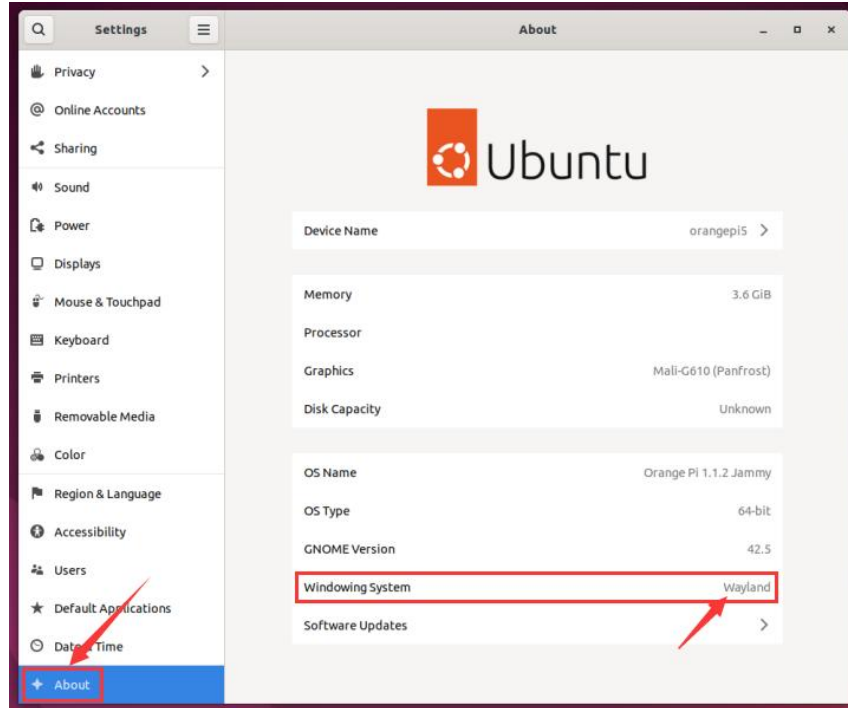 Settings
About
Privacy
Online Accounts
Sharing
Sound
Power
Displays
Mouse & Touchpad
Keyboard
Printers
Removable Media
Color
Region & Language
Accessibility
Users
Default Applications
Date & Time
About
Ubuntu
Device Name orangepi5
Memory 3.6 GiB
Processor
Graphics Mali-G610 (Panfrost)
Disk Capacity Unknown
OS Name Orange Pi 1.1.2 Jammy
OS Type 64-bit
GNOME Version 42.5
Windowing System Wayland
Software Updates